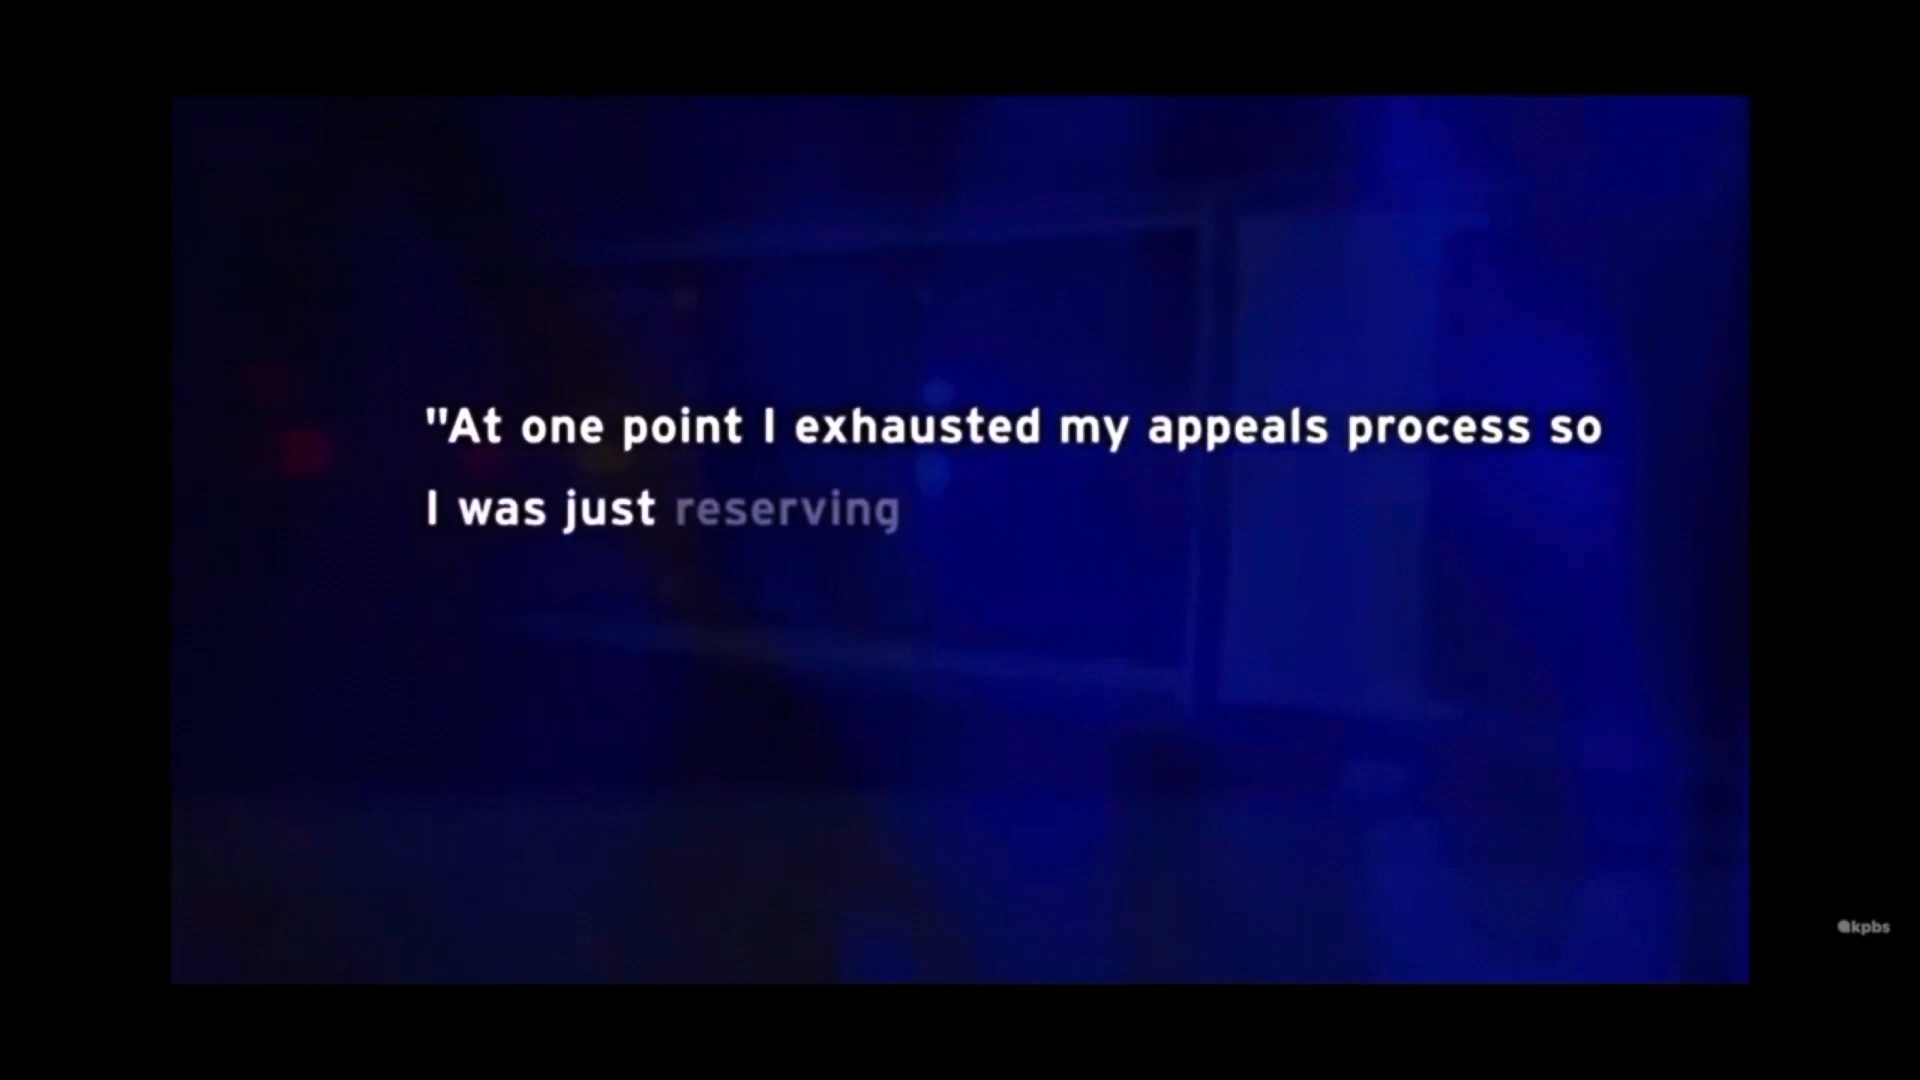 "At one point I exhausted my appeals process so
I was just reserving
kpbs